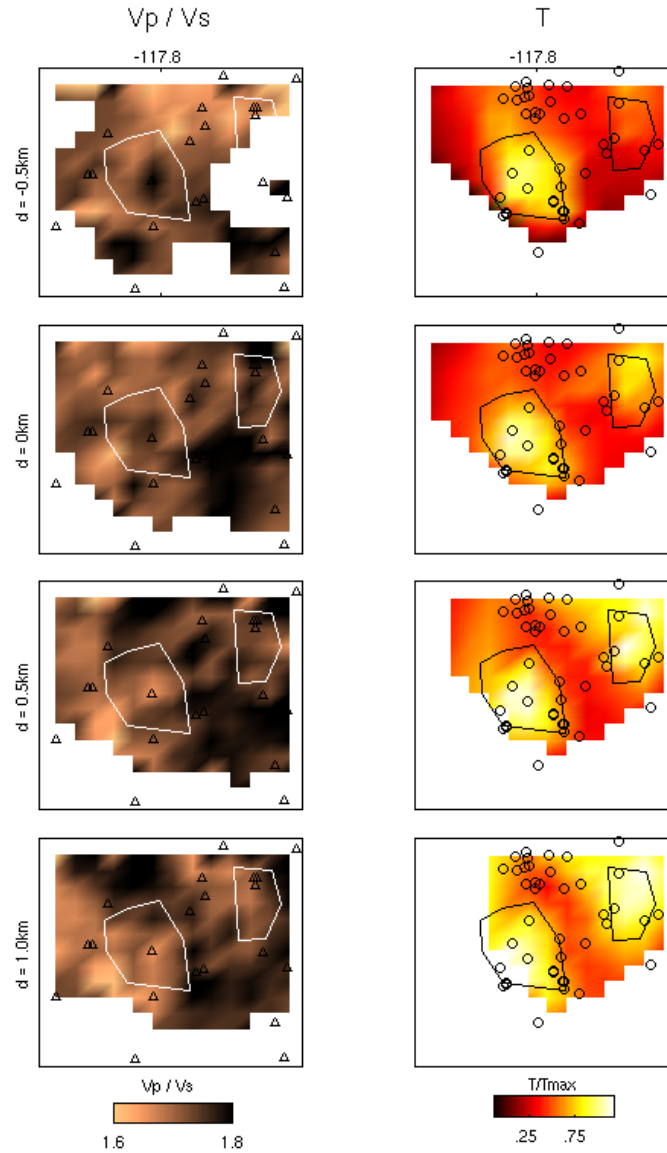 Vp / Vs
T
-117.8
-117.8
d = -0.5km
d = 0km
d = 0.5km
d = 1.0km
Vp / Vs
T/Tmax
1.6
1.8
.25
.75